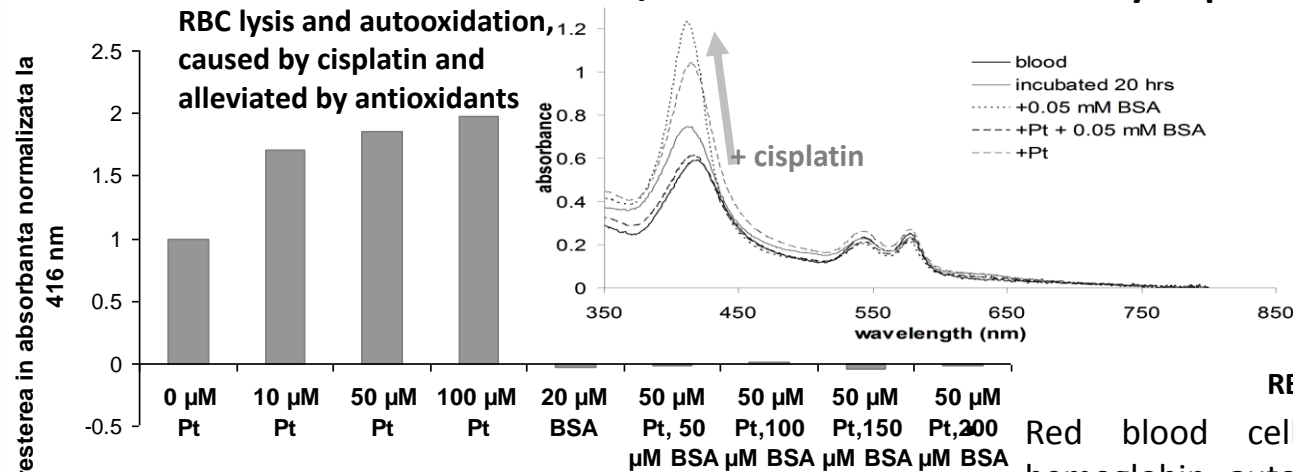 RBC lysis and autooxidation,
caused by cisplatin and
alleviated by antioxidants
416 nm
2.5
2
1.5
1
0.5
0
-0.5
0 µM
Pt
10 µM
Pt
50 µM
Pt
100 µM
Pt
20 µM
BSA
50 µM
Pt, 50
µM BSA
50 µM
Pt,100
µM BSA
50 µM
Pt,150
µM BSA
50 µM
Pt,200
µM BSA
absorbance
1.2
1
0.8
0.6
0.4
0.2
0
350
450
550
650
750
850
wavelength (nm)
+ cisplatin
blood
incubated 20 hrs
+0.05 mM BSA
+Pt + 0.05 mM BSA
+Pt
in absorbanta normalizata la
Red blood